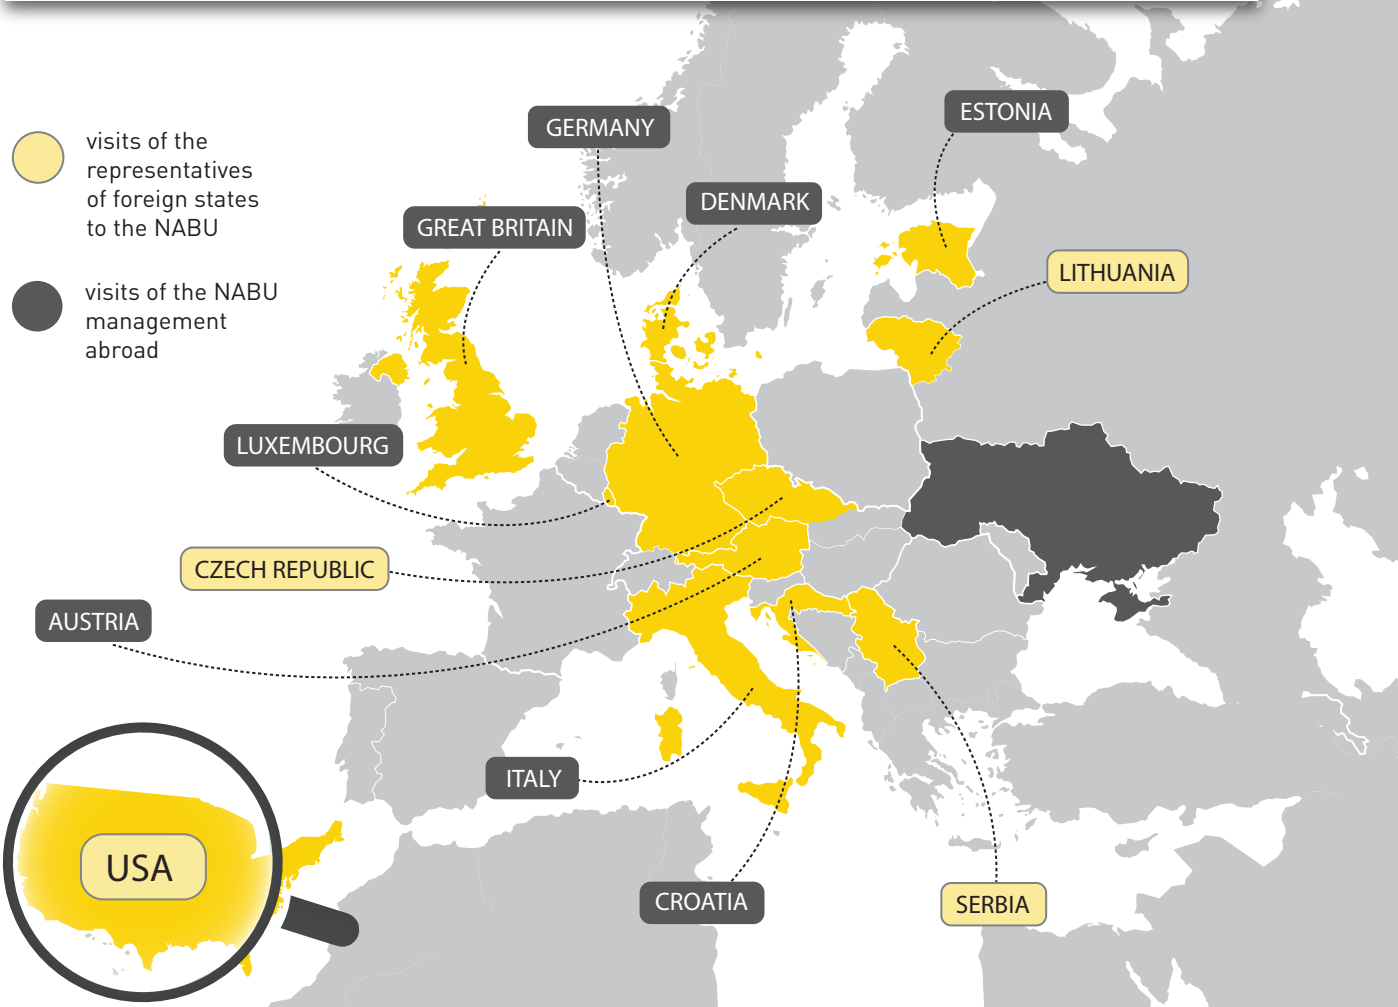 visits of the
representatives
of foreign states
to the NABU
visits of the NABU
management
abroad
GERMANY
ESTONIA
DENMARK
GREAT BRITAIN
LITHUANIA
LUXEMBOURG
CZECH REPUBLIC
AUSTRIA
ITALY
USA
CROATIA
SERBIA